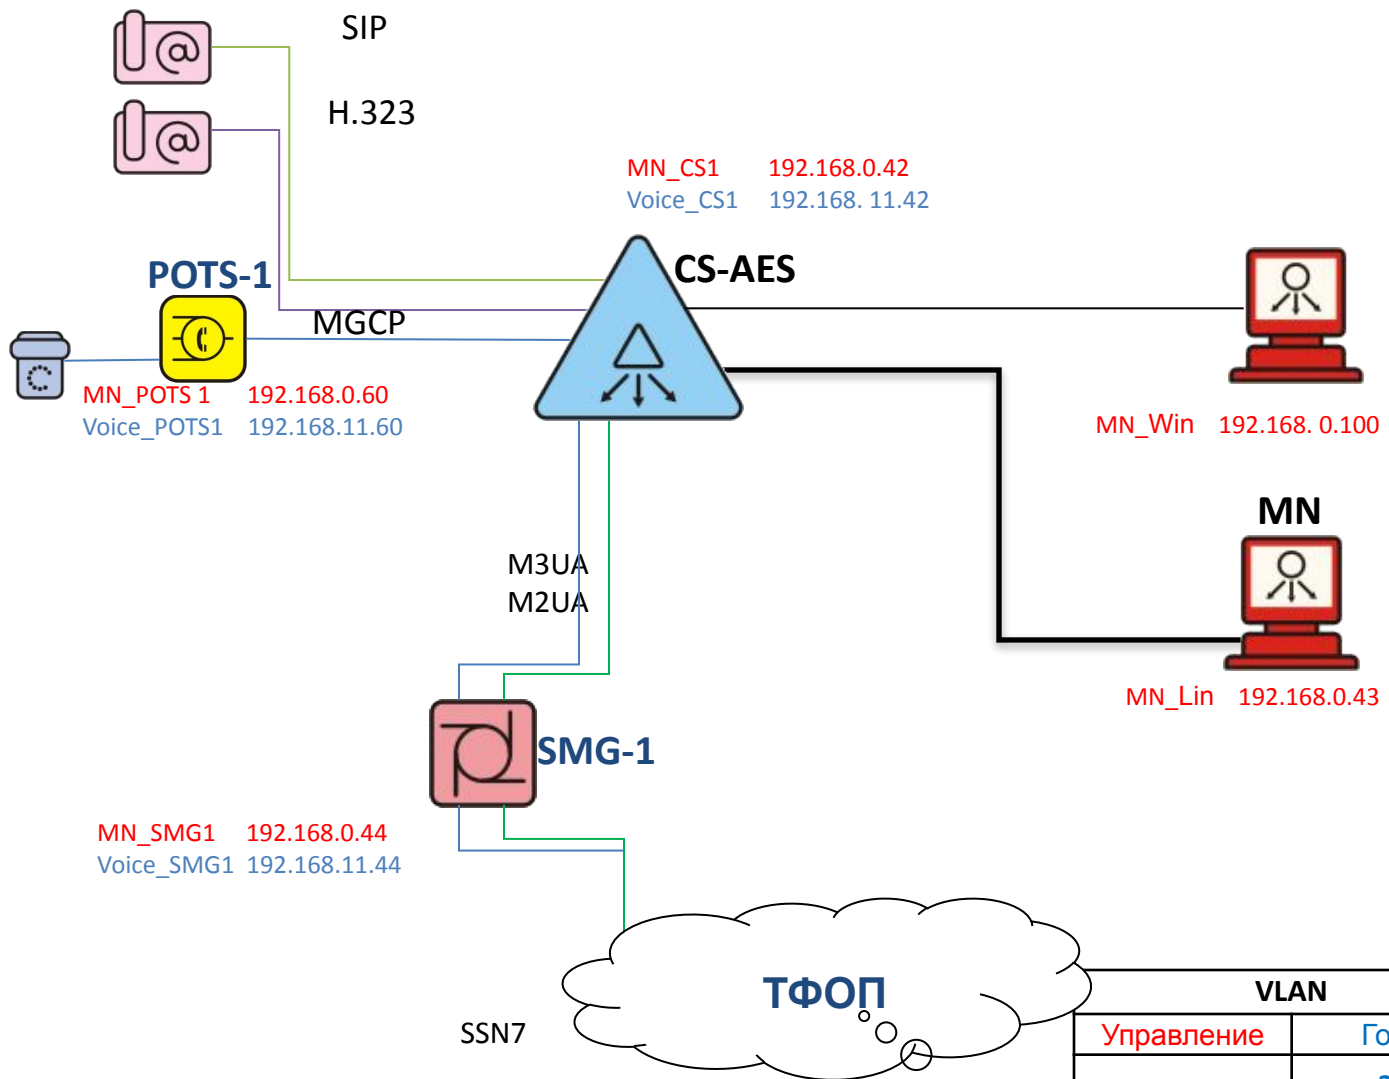 SIP
H.323
MN_CS1 192.168.0.42
Voice_CS1 192.168. 11.42
CS-AES
POTS-1
MGCP
MN_POTS 1 192.168.0.60
Voice_POTS1 192.168.11.60
MN_Win 192.168. 0.100
MN
M3UA
M2UA
MN_Lin 192.168.0.43
SMG-1
MN_SMG1 192.168.0.44
Voice_SMG1 192.168.11.44
ТФОП
SSN7
VLAN
Управление